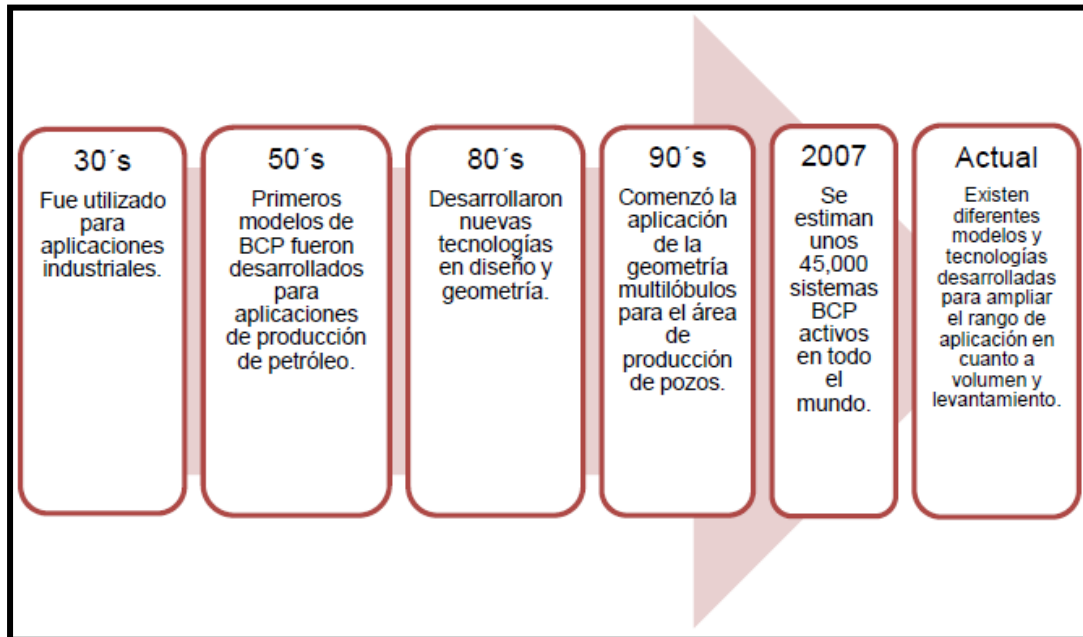 30´s
Fue utilizado
para
aplicaciones
industriales.
50´s
Primeros
modelos de
BCP fueron
desarrollados
para
aplicaciones
de producción
de petróleo.
80´s
Desarrollaron
nuevas
tecnologías
en diseño y
geometría.
90´s
Comenzó la
aplicación
de la
geometría
multilóbulos
para el área
de
producción
de pozos.
2007
Se
estiman
unos
45,000
sistemas
BCP
activos
en todo
el
mundo.
Actual
Existen
diferentes
modelos y
tecnologías
desarrolladas
para ampliar
el rango de
aplicación en
cuanto a
volumen y
levantamiento.